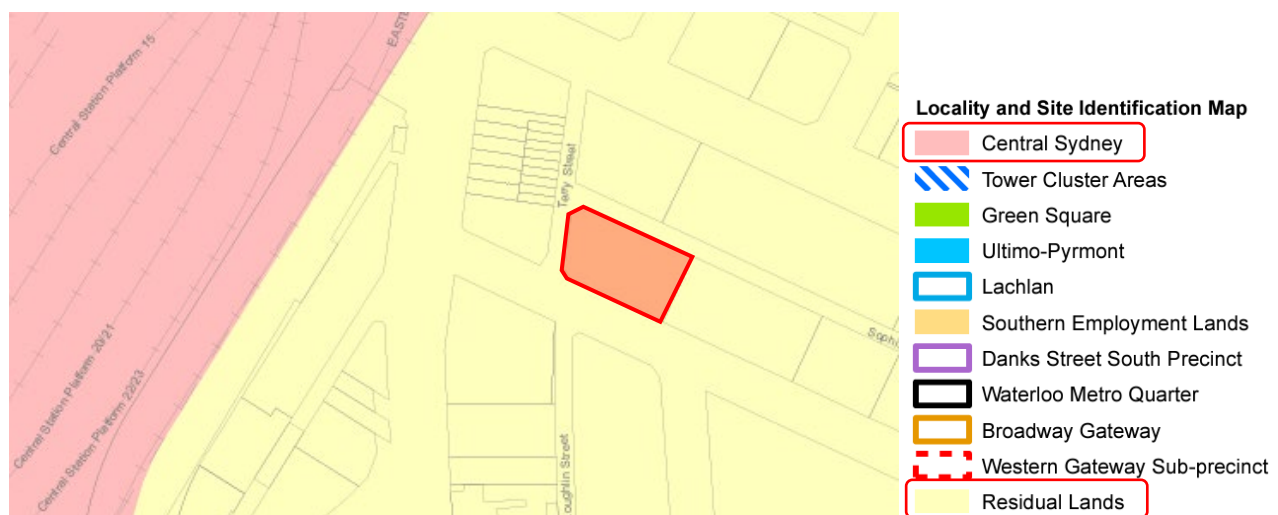 Central Station Platform 15
EASTE
Terry Street
Central Station Platform 20/21
Central Station Platform 22/23
oughlin Street
Sophi
Locality and Site Identification Map
Central Sydney
Tower Cluster Areas
Green Square
Ultimo-Pyrmont
Lachlan
Southern Employment Lands
Danks Street South Precinct
Waterloo Metro Quarter
Broadway Gateway
Western Gateway Sub-precinct
Residual Lands